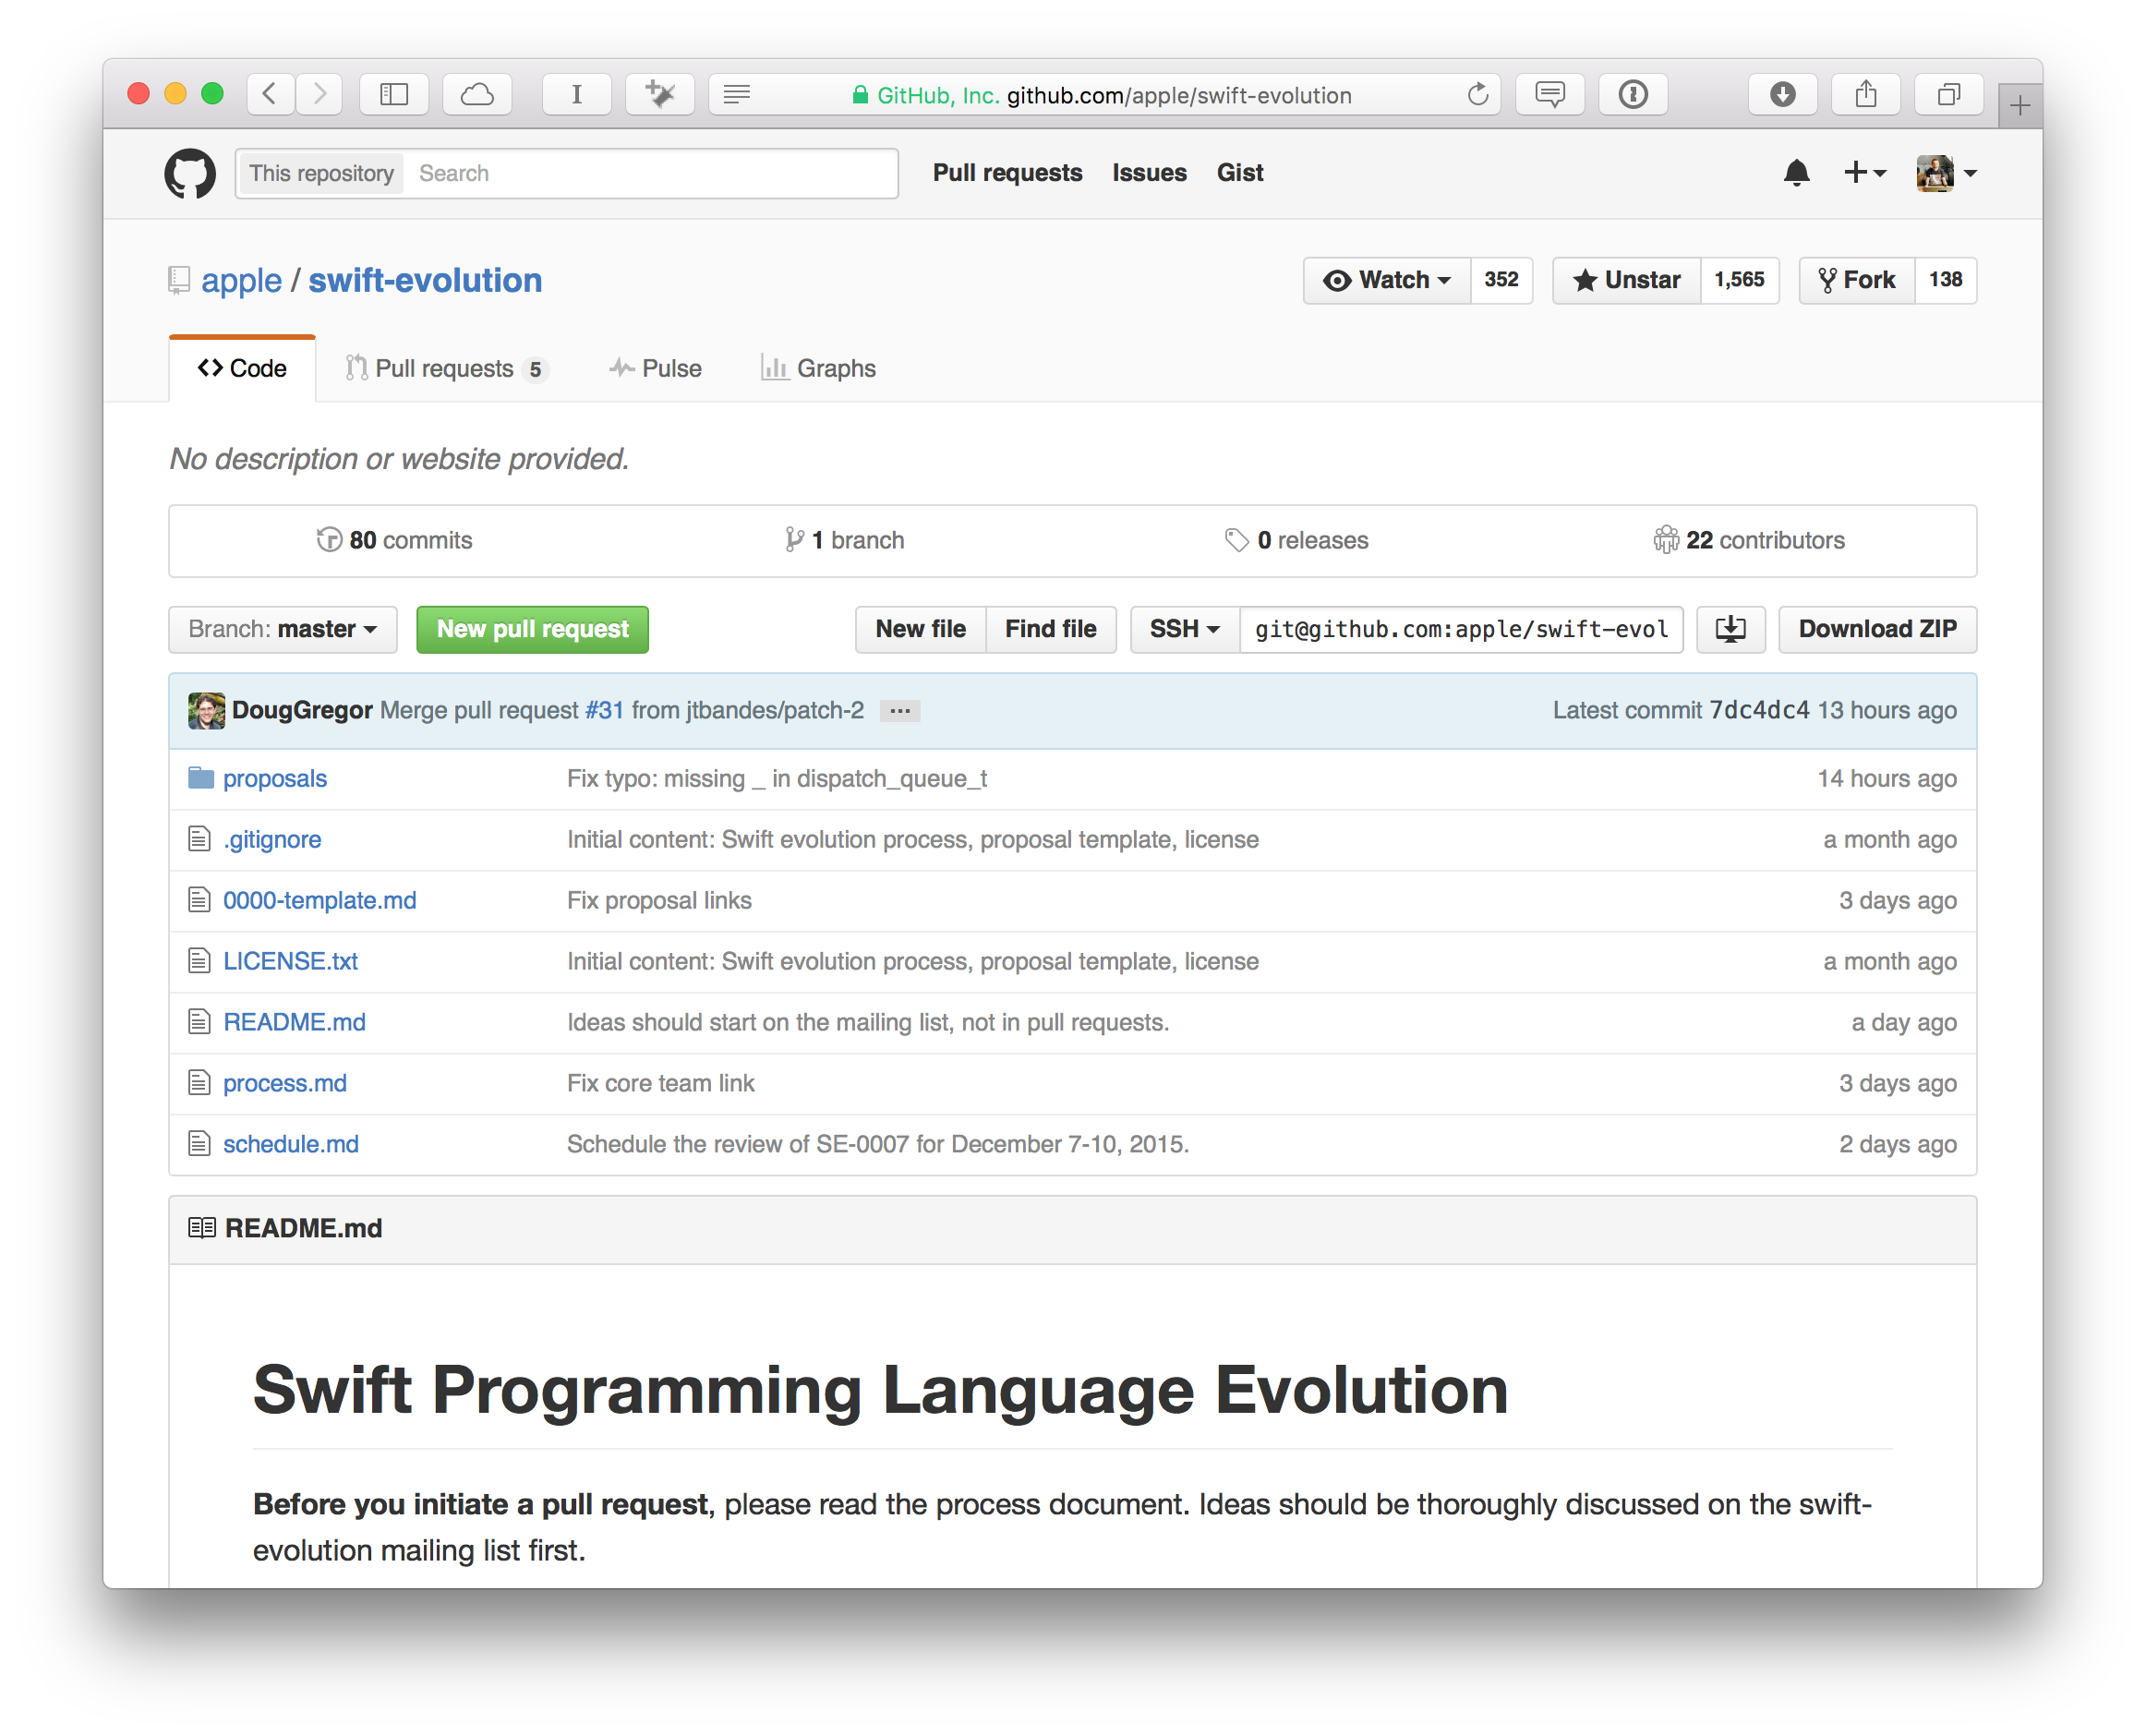 GitHub, Inc. github.com/apple/swift-evolution
This repository Search Pull requests Issues Gist
apple / swift-evolution Watch 352 Unstar 1,565 Fork 138
Code Pull requests 5 Pulse Graphs
No description or website provided.
80 commits 1 branch 0 releases 22 contributors
Branch: master New pull request New file Find file SSH git@github.com:apple/swift-evol Download ZIP
DougGregor Merge pull request #31 from jtbandes/patch-2 ... Latest commit 7dc4dc4 13 hours ago
proposals Fix typo: missing _ in dispatch_queue_t 14 hours ago
.gitignore Initial content: Swift evolution process, proposal template, license a month ago
0000-template.md Fix proposal links 3 days ago
LICENSE.txt Initial content: Swift evolution process, proposal template, license a month ago
README.md Ideas should start on the mailing list, not in pull requests. a day ago
process.md Fix core team link 3 days ago
schedule.md Schedule the review of SE-0007 for December 7-10, 2015. 2 days ago
README.md
Swift Programming Language Evolution
Before you initiate a pull request, please read the process document. Ideas should be thoroughly discussed on the swift-
evolution mailing list first.